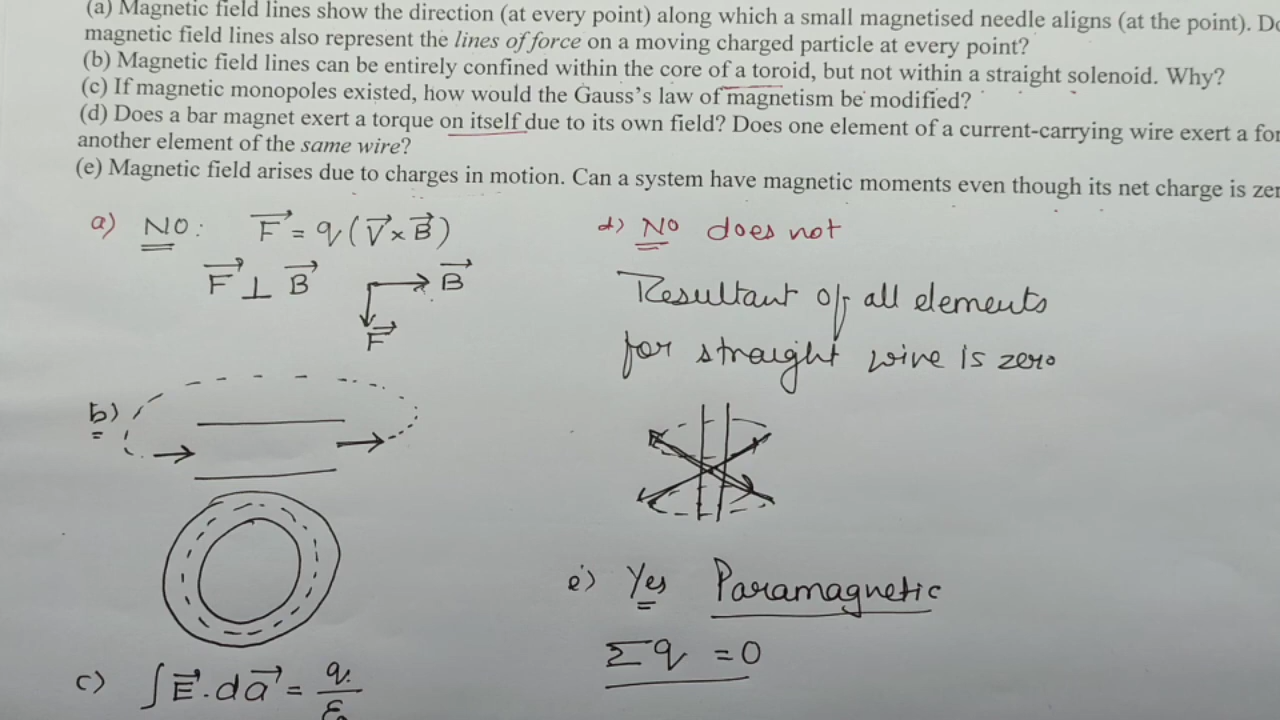 (a) Magnetic field lines show the direction (at every point) along which a small magnetised needle aligns (at the point).
magnetic field lines also represent the lines of force on a moving charged particle at every point?
(b) Magnetic field lines can be entirely confined within the core of a toroid, but not within a straight solenoid. Why?
(c) If magnetic monopoles existed, how would the Gauss's law of magnetism be modified?
(d) Does a bar magnet exert a torque on itself due to its own field? Does one element of a current-carrying wire exert a
another element of the same wire?
(e) Magnetic field arises due to charges in motion. Can a system have magnetic moments even though its net charge is
a) NO: F⃗ = q (V⃗ × B⃗)
F⃗ ⊥ B⃗
B⃗
F⃗
b)
c) ∫E⃗.da⃗ = q/ε₀
d) No does not
Resultant of all elements
for straight wire is zero
e) Yes Paramagnetic
Σq = 0